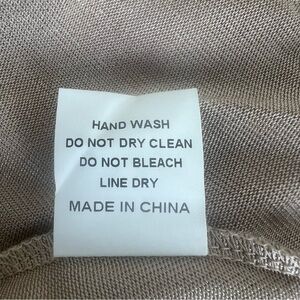 HAND WASH
DO NOT DRY CLEAN
DO NOT BLEACH
LINE DRY
MADE IN CHINA